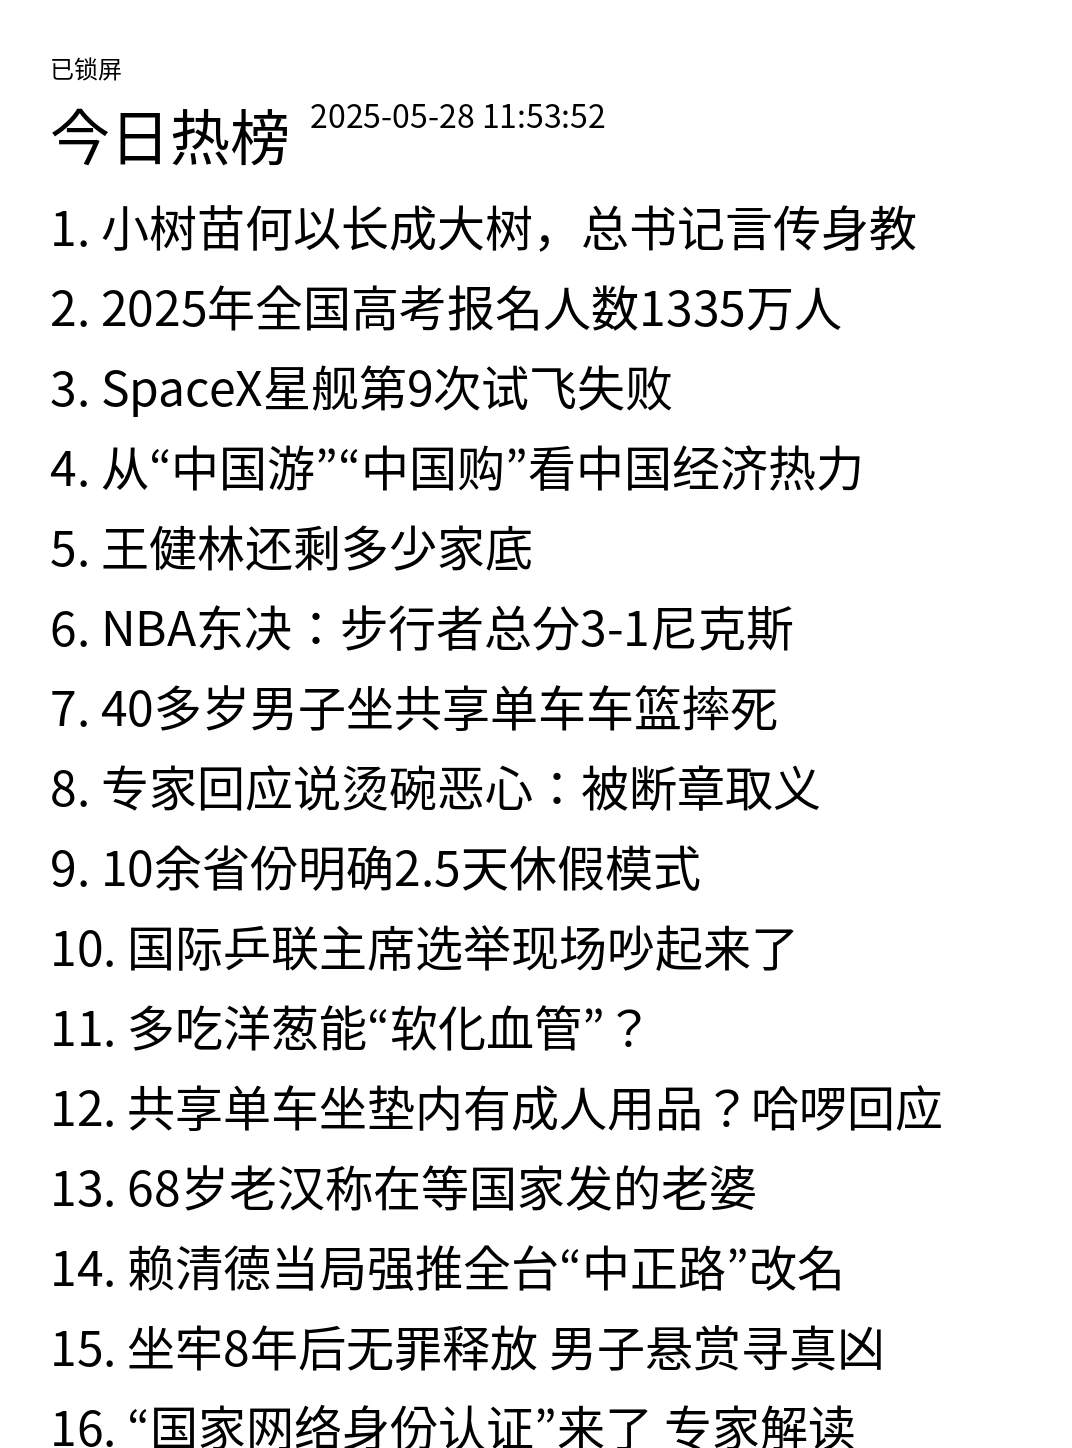 已锁屏
今日热榜 2025-05-28 11:53:52
1. 小树苗何以长成大树，总书记言传身教
2. 2025年全国高考报名人数1335万人
3. SpaceX星舰第9次试飞失败
4. 从“中国游”“中国购”看中国经济热力
5. 王健林还剩多少家底
6. NBA东决：步行者总分3-1尼克斯
7. 40多岁男子坐共享单车车篮摔死
8. 专家回应说烫碗恶心：被断章取义
9. 10余省份明确2.5天休假模式
10. 国际乒联主席选举现场吵起来了
11. 多吃洋葱能“软化血管”？
12. 共享单车坐垫内有成人用品？哈啰回应
13. 68岁老汉称在等国家发的老婆
14. 赖清德当局强推全台“中正路”改名
15. 坐牢8年后无罪释放 男子悬赏寻真凶
16. “国家网络身份认证”来了 专家解读